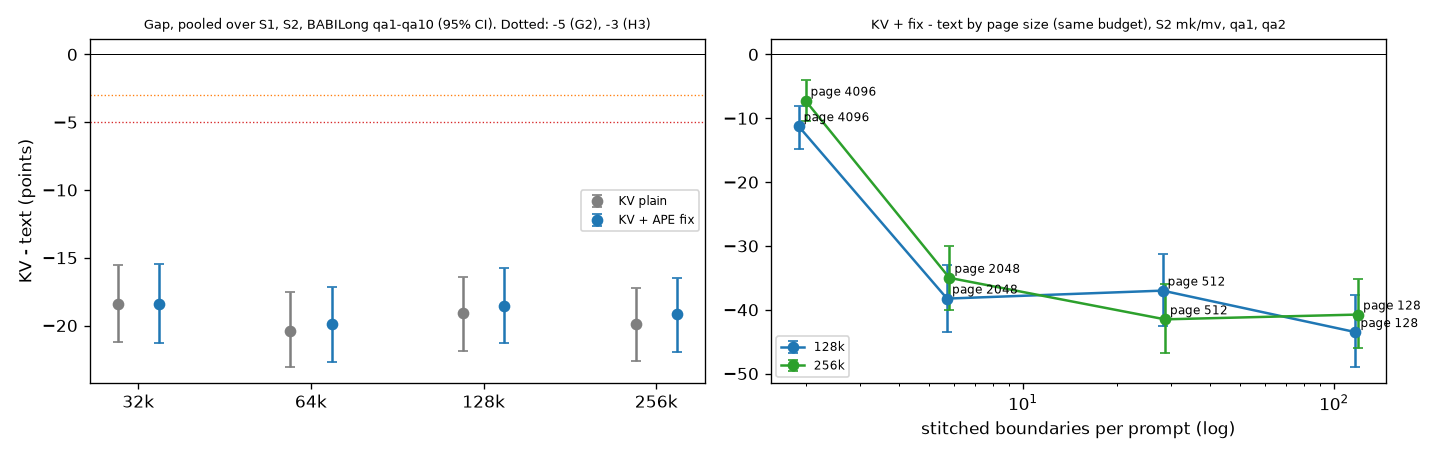 Gap, pooled over S1, S2, BABILong qa1-qa10 (95% CI). Dotted: -5 (G2), -3 (H3)
KV - text (points)
0
−5
−10
−15
−20
KV plain
KV + APE fix
32k
64k
128k
256k
KV + fix - text by page size (same budget), S2 mk/mv, qa1, qa2
0
−10
−20
−30
−40
−50
page 4096
page 4096
page 2048
page 2048
page 512
page 512
page 128
page 128
128k
256k
10¹
10²
stitched boundaries per prompt (log)